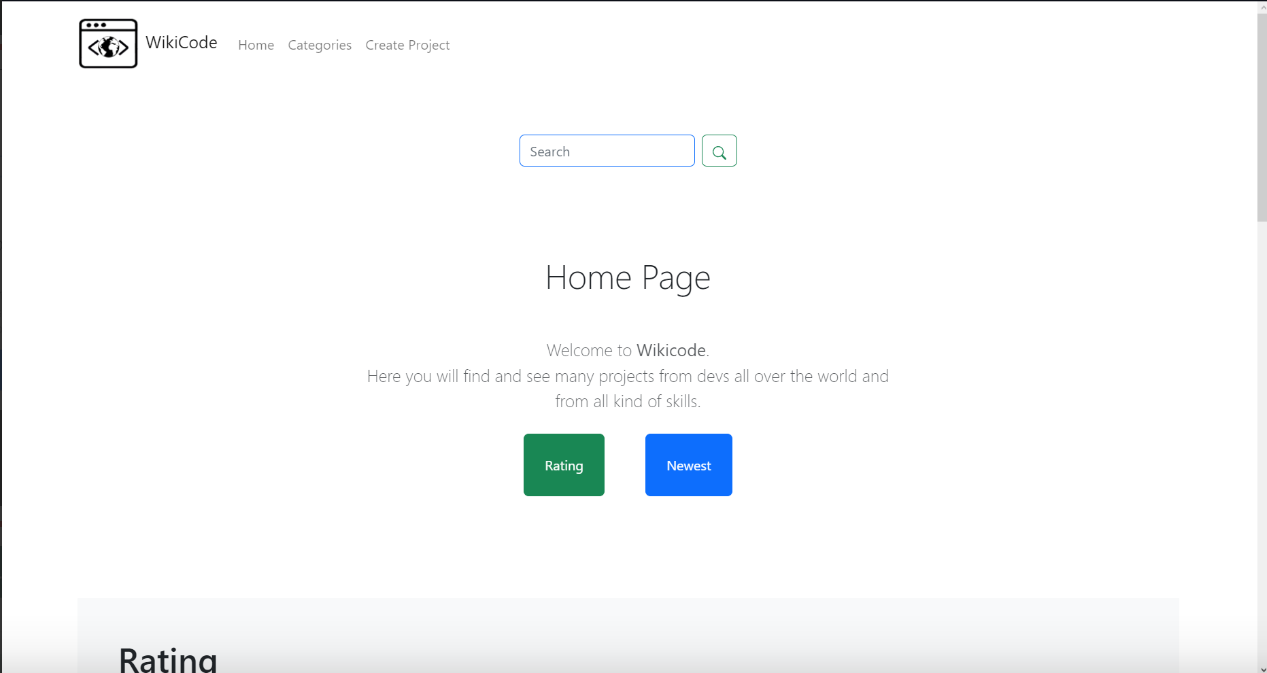 WikiCode Home Categories Create Project
Search
Home Page
Welcome to Wikicode.
Here you will find and see many projects from devs all over the world and
from all kind of skills.
Rating Newest
Rating